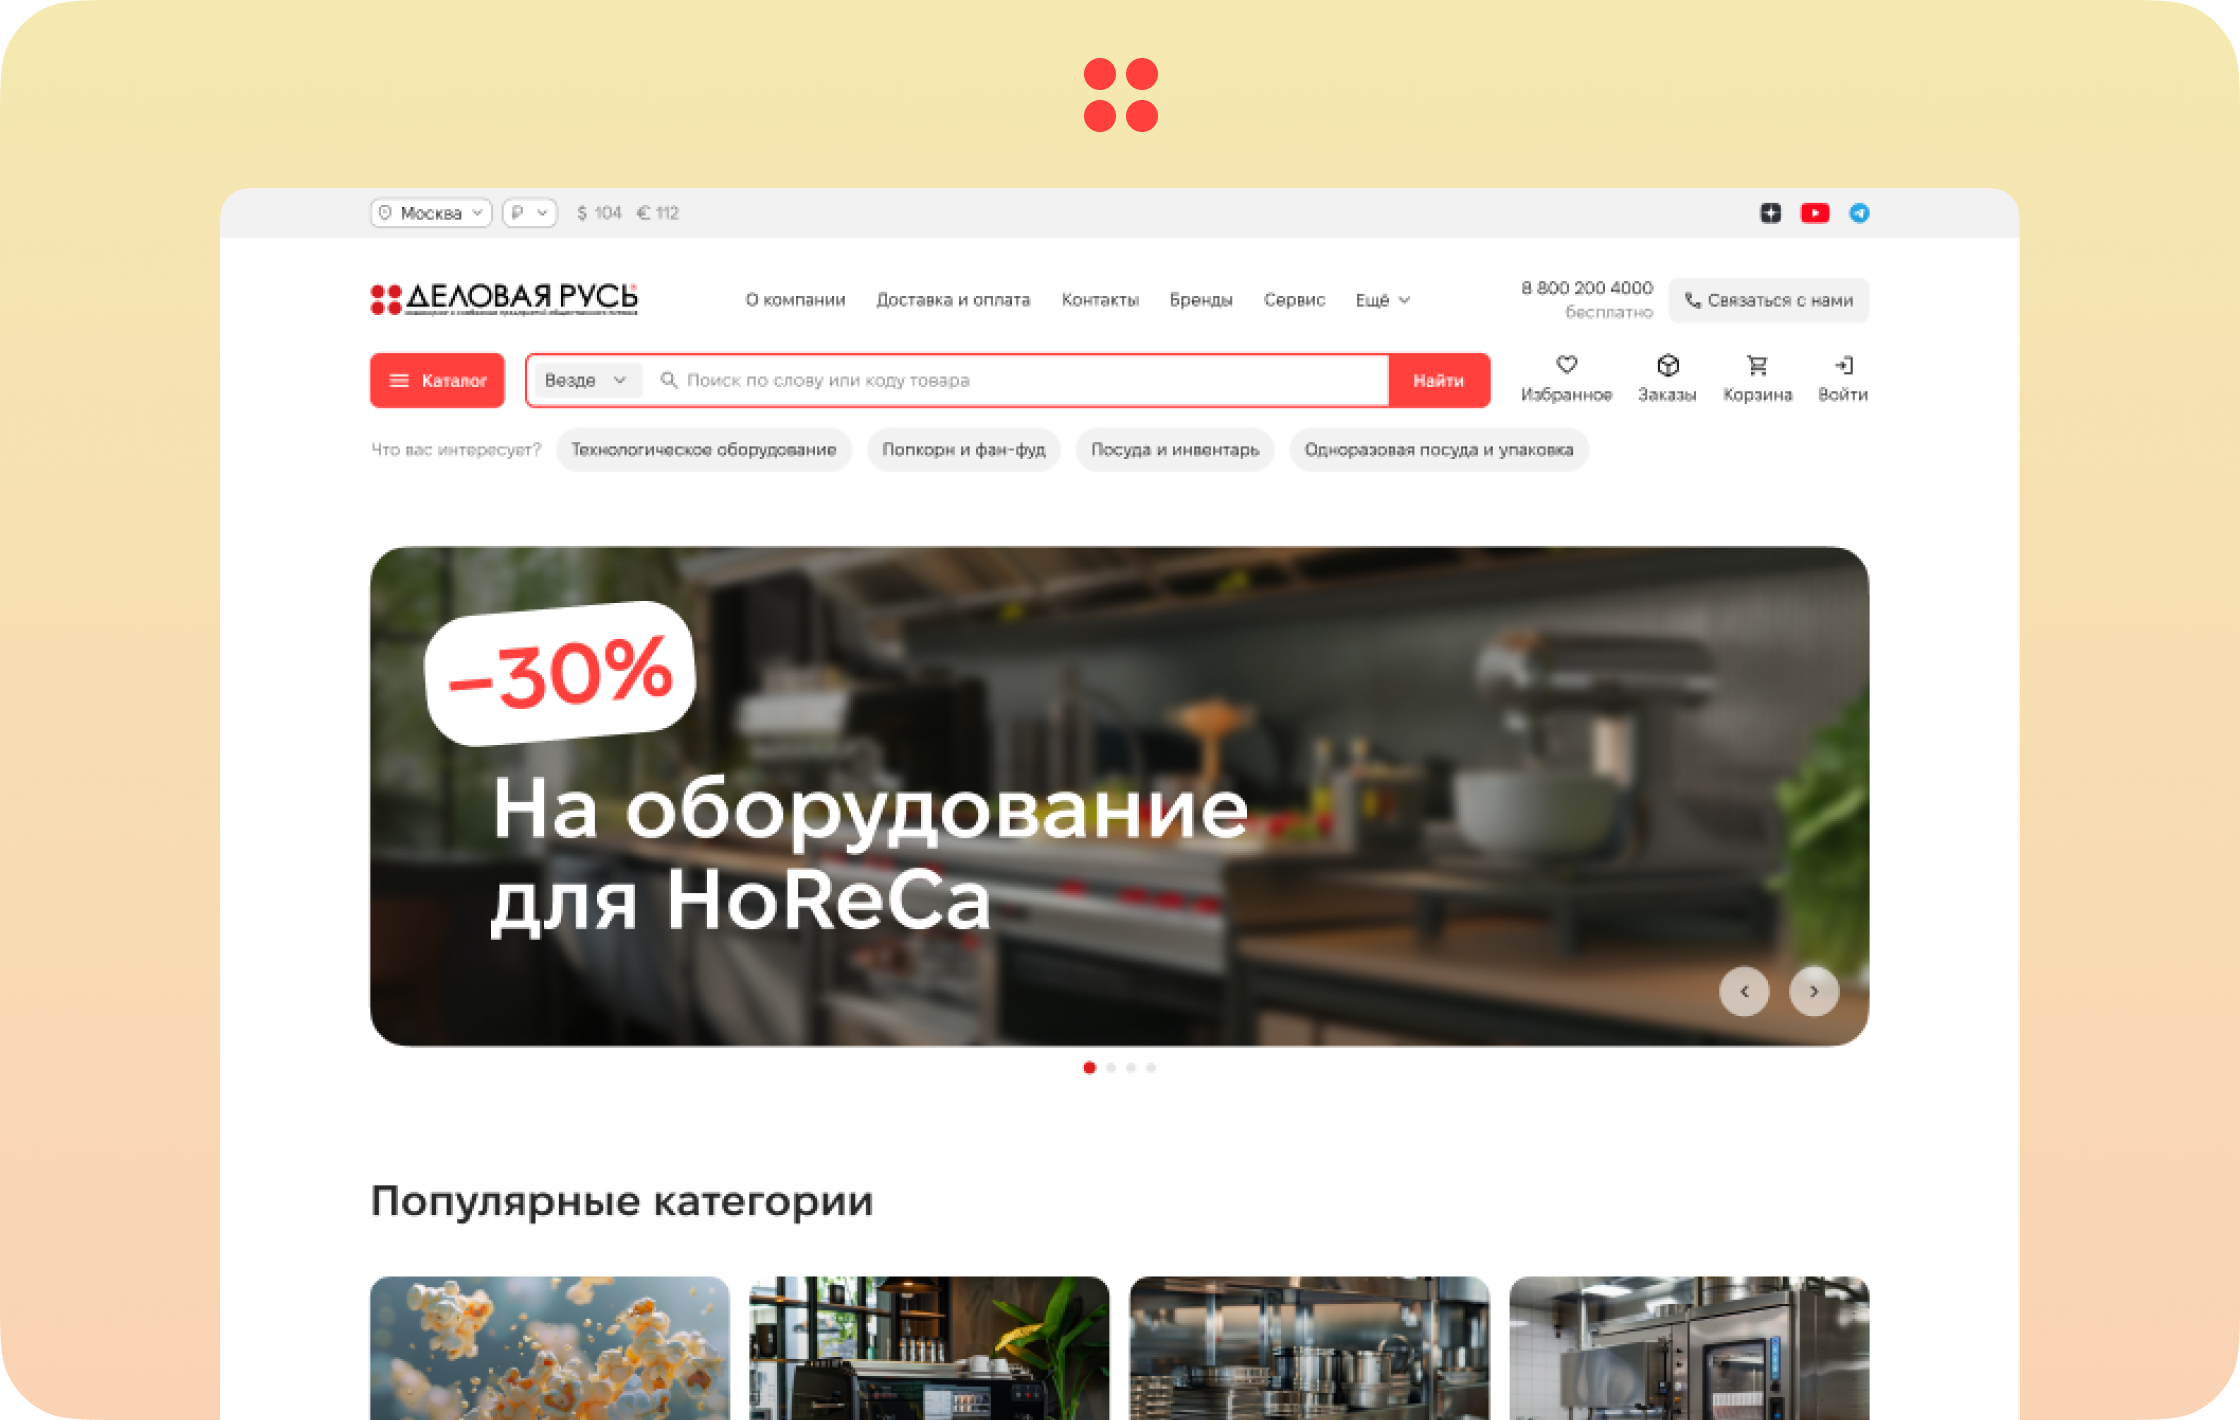 Москва ₽ $ 104 € 112
ДЕЛОВАЯ РУСЬ
О компании Доставка и оплата Контакты Бренды Сервис Ещё
8 800 200 4000
бесплатно
Связаться с нами
Каталог
Везде Поиск по слову или коду товара Найти
Избранное Заказы Корзина Войти
Что вас интересует? Технологическое оборудование Попкорн и фан-фуд Посуда и инвентарь Одноразовая посуда и упаковка
–30%
На оборудование
для HoReCa
Популярные категории